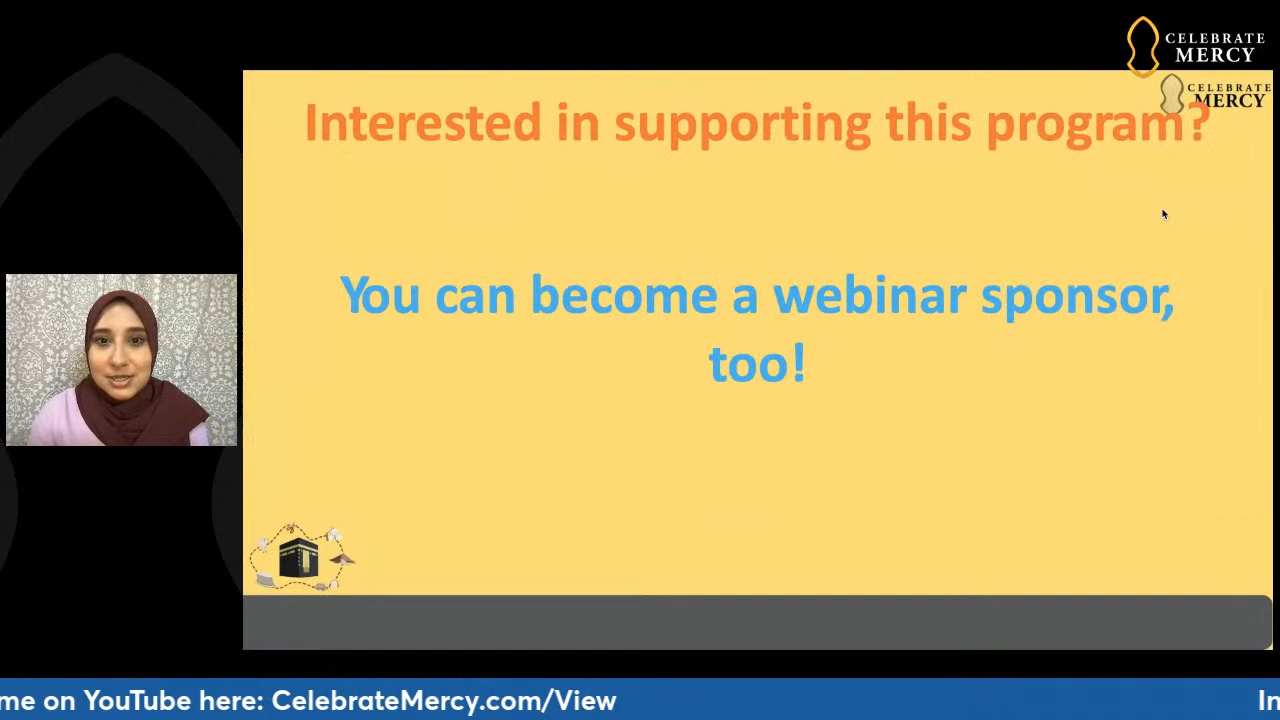 CELEBRATE
MERCY
CELEBRATE
MERCY
Interested in supporting this program?
You can become a webinar sponsor,
too!
me on YouTube here: CelebrateMercy.com/View
In